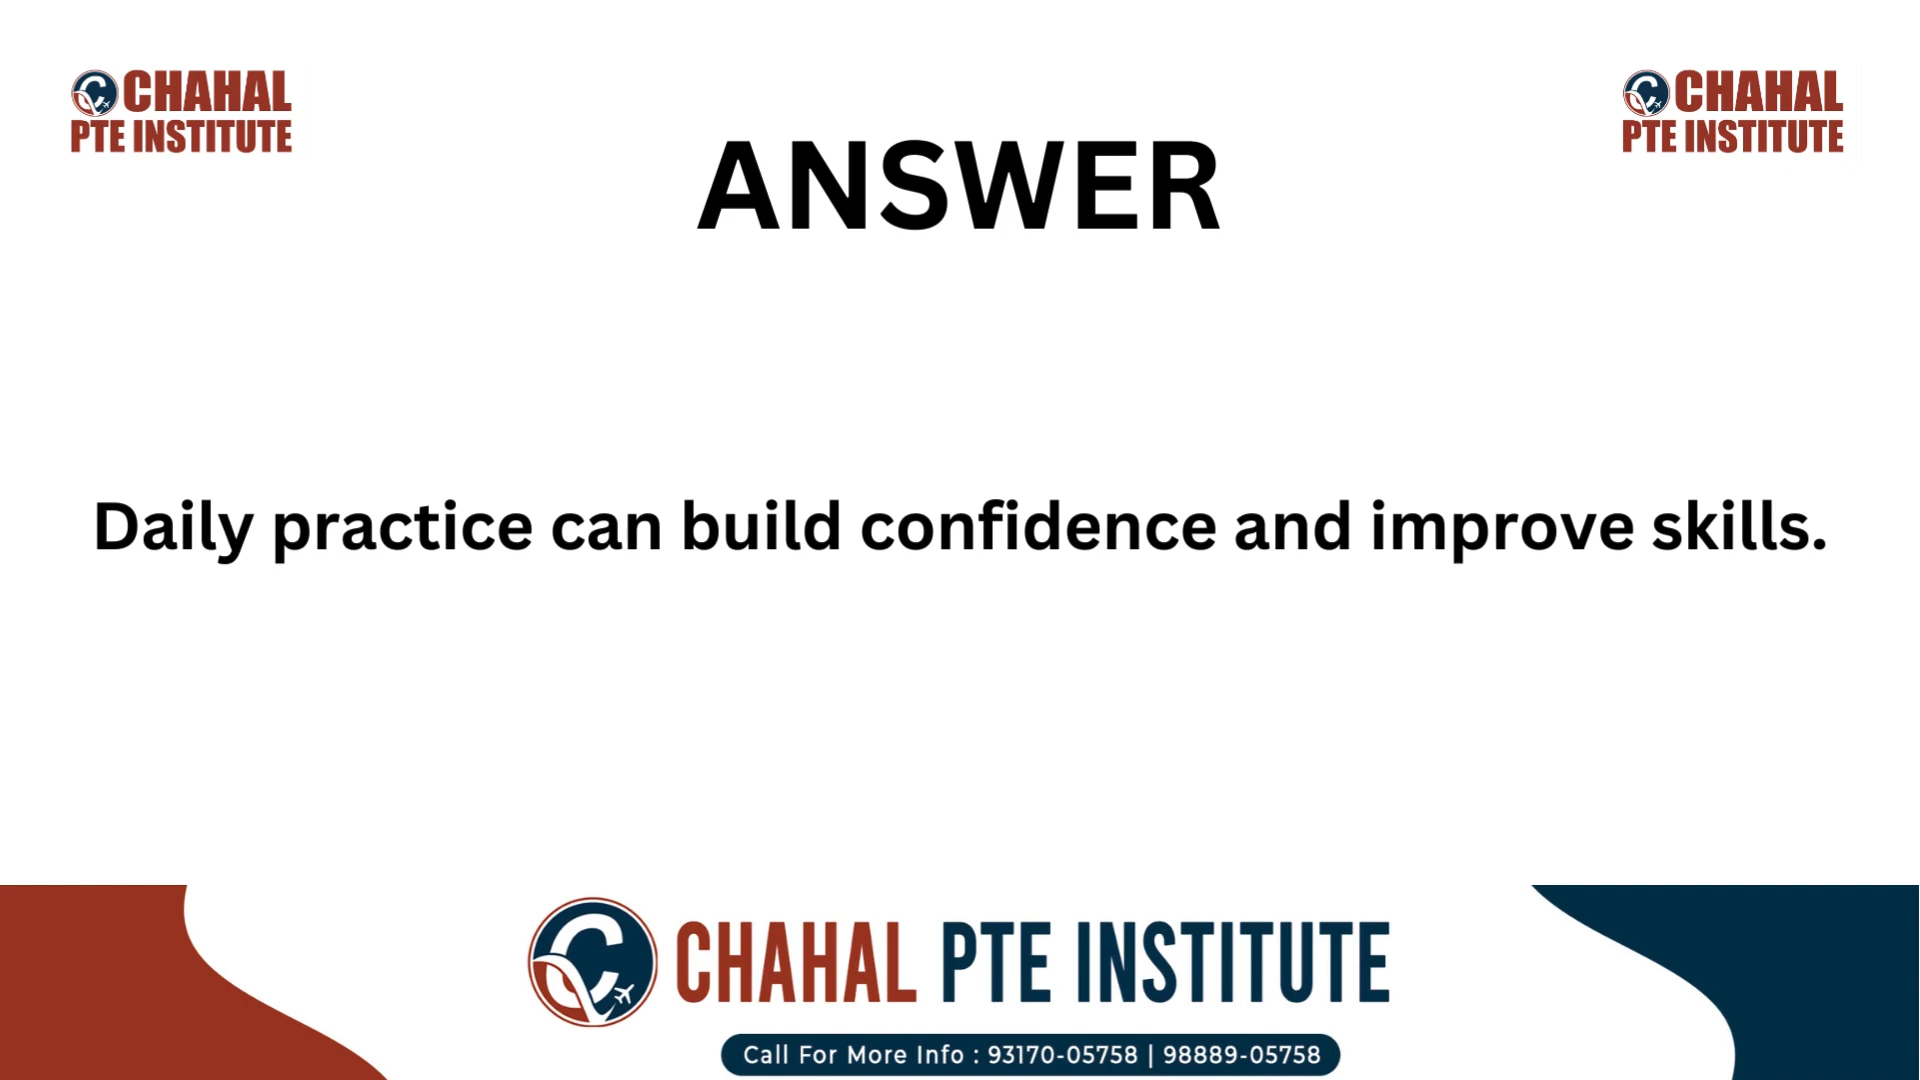 CHAHAL
PTE INSTITUTE
CHAHAL
PTE INSTITUTE
ANSWER
Daily practice can build confidence and improve skills.
CHAHAL PTE INSTITUTE
Call For More Info : 93170-05758 | 98889-05758